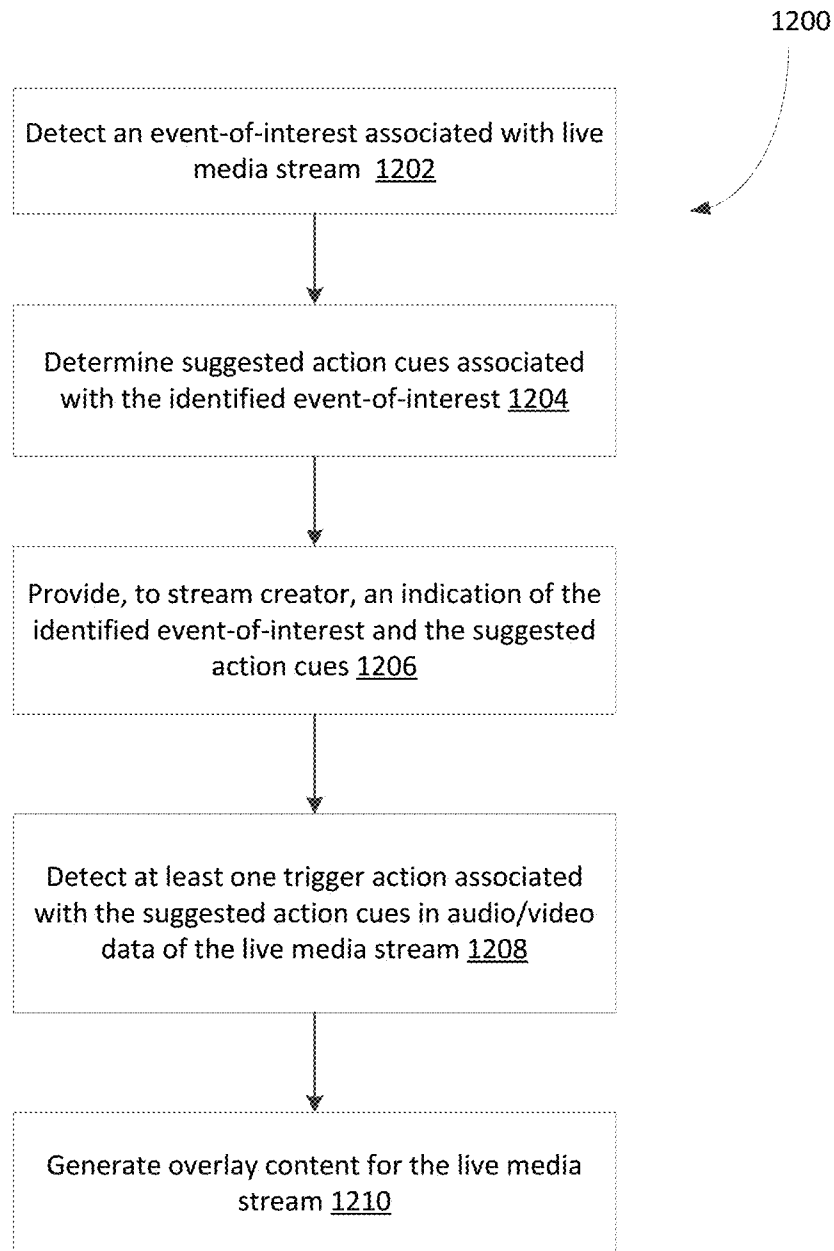 1200
Detect an event-of-interest associated with live
media stream 1202
Determine suggested action cues associated
with the identified event-of-interest 1204
Provide, to stream creator, an indication of the
identified event-of-interest and the suggested
action cues 1206
Detect at least one trigger action associated
with the suggested action cues in audio/video
data of the live media stream 1208
Generate overlay content for the live media
stream 1210